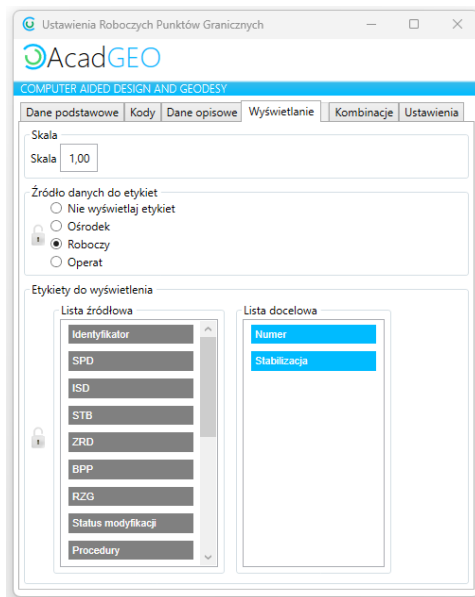 Ustawienia Roboczych Punktów Granicznych
AcadGEO
COMPUTER AIDED DESIGN AND GEODESY
Dane podstawowe Kody Dane opisowe Wyświetlanie Kombinacje Ustawienia
Skala
Skala 1,00
Źródło danych do etykiet
Nie wyświetlaj etykiet
Ośrodek
Roboczy
Operat
Etykiety do wyświetlenia
Lista źródłowa
Identyfikator
SPD
ISD
STB
ZRD
BPP
RZG
Status modyfikacji
Procedury
Lista docelowa
Numer
Stabilizacja